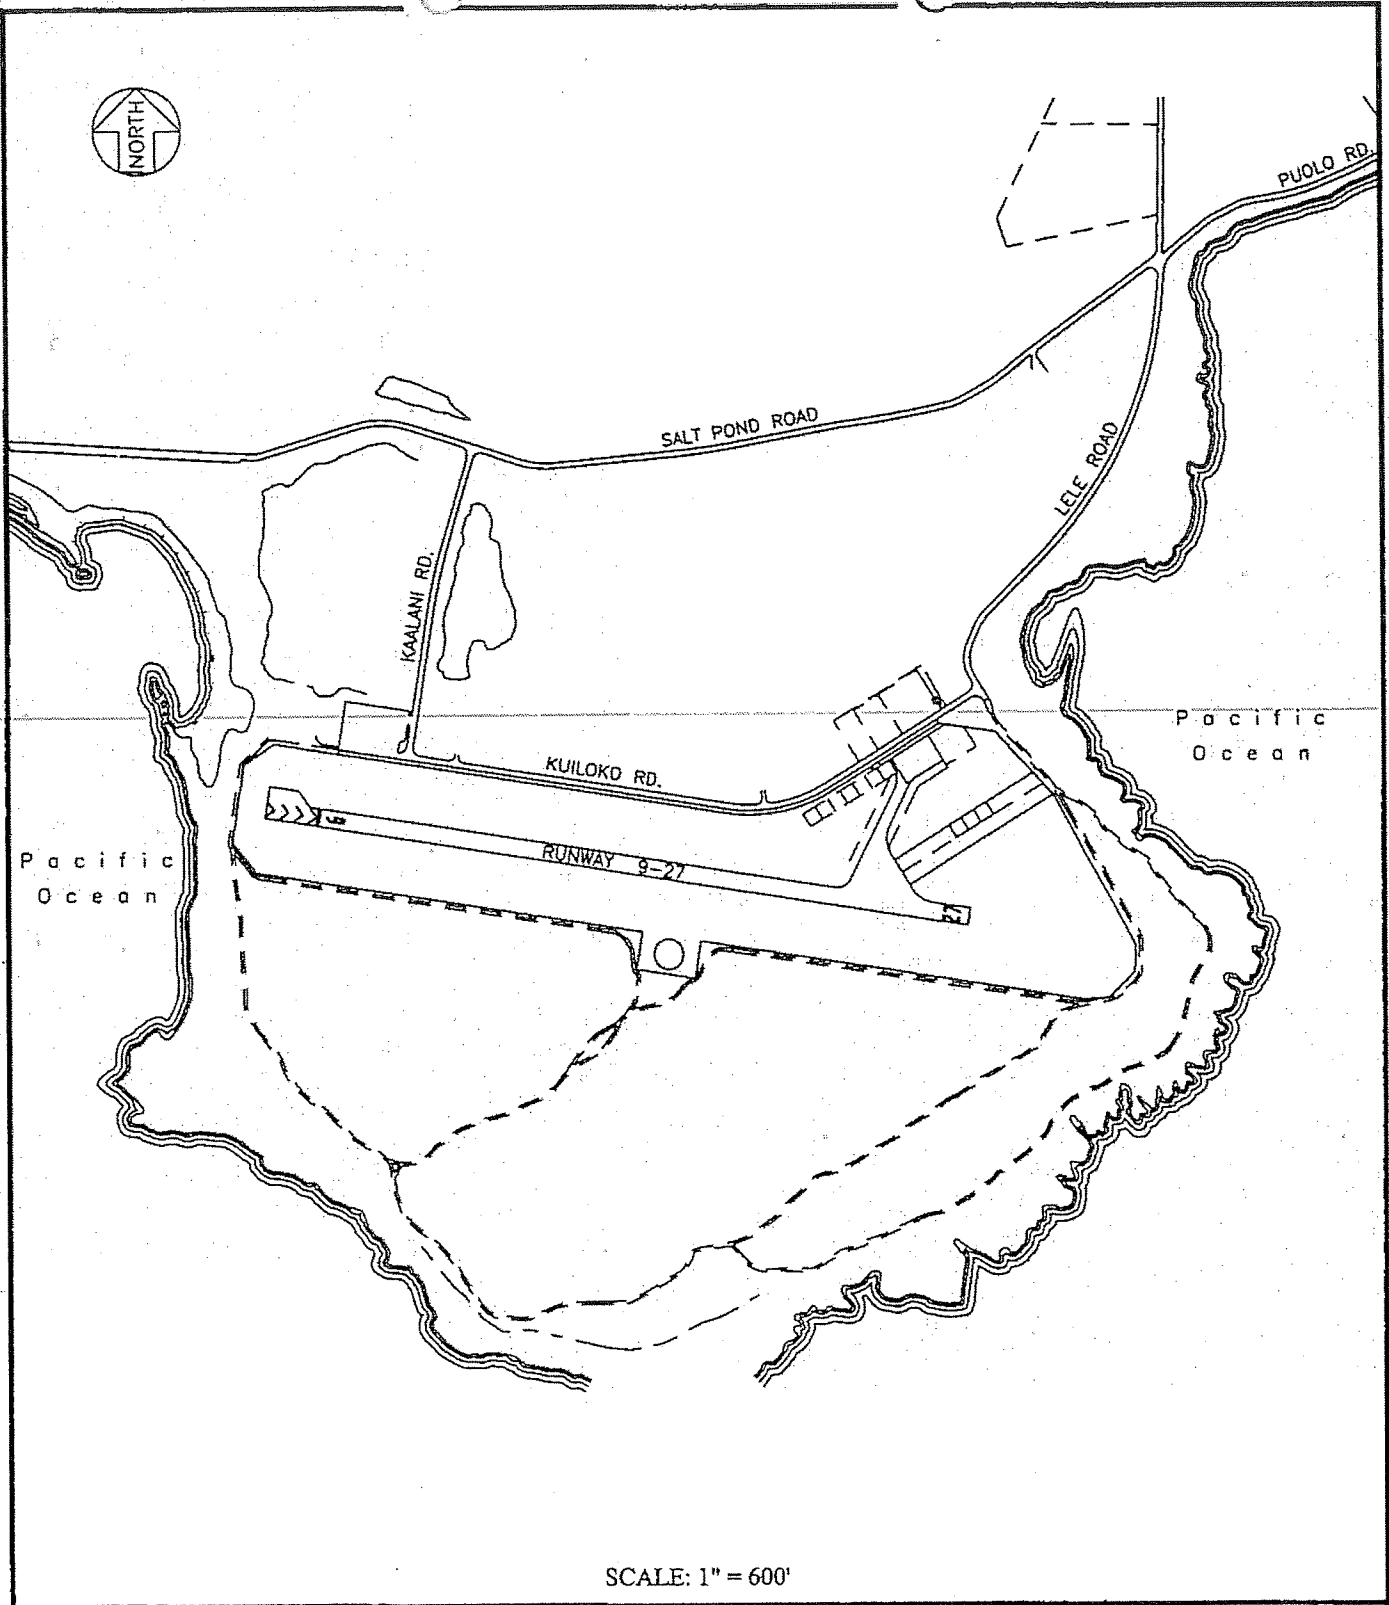 NORTH
PUOLO RD.
SALT POND ROAD
LELE ROAD
KAALANI RD.
Pacific
Ocean
KUILOKO RD.
9
RUNWAY 9-27
Pacific
Ocean
27
SCALE: 1" = 600'